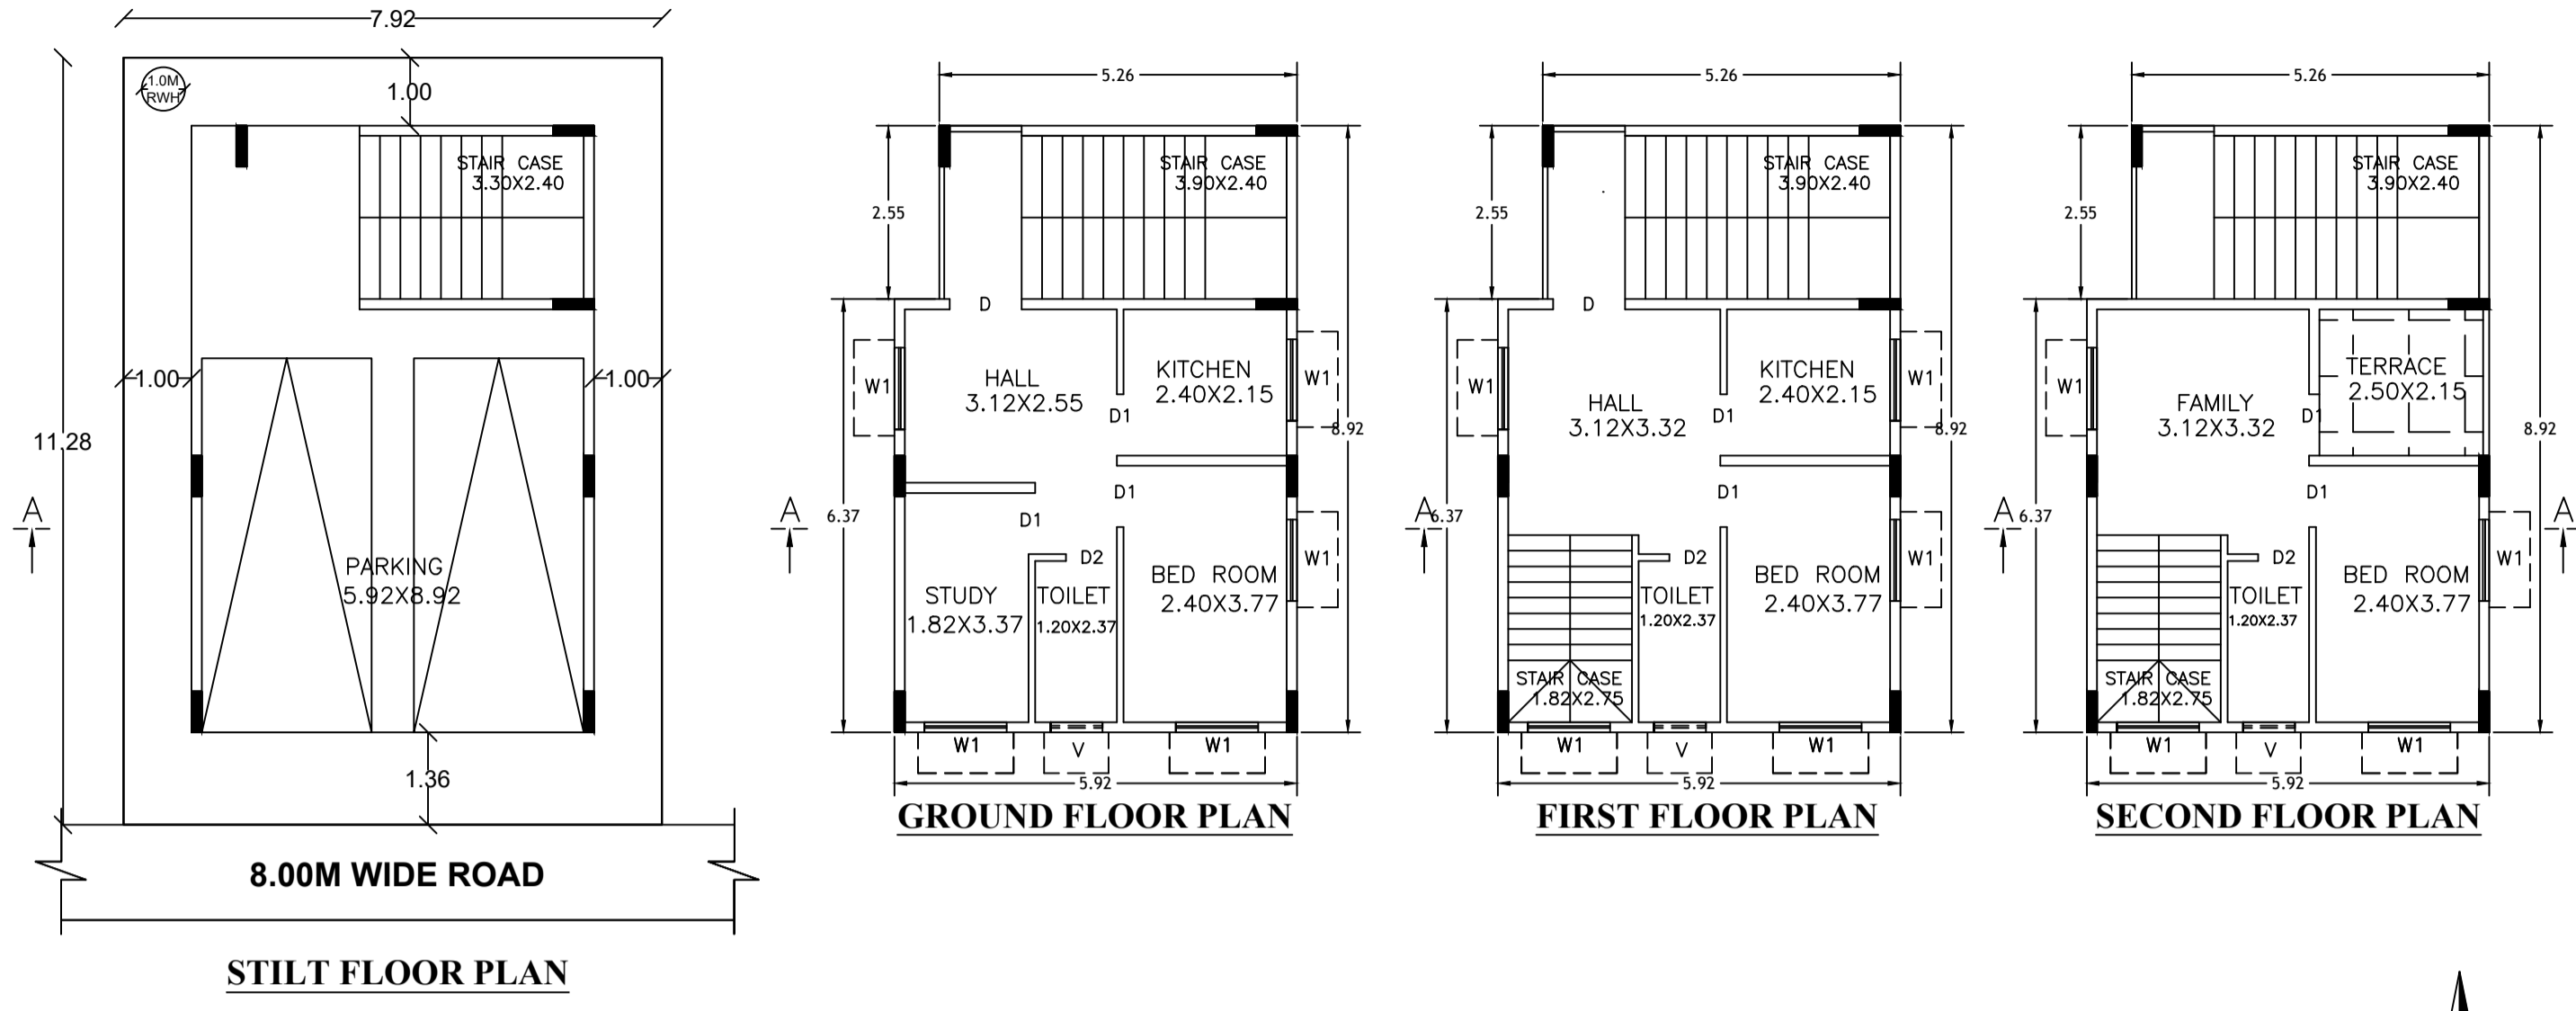 7.92
1.0M
RWH
1.00
STAIR CASE
3.30X2.40
1.00
1.00
11.28
A
PARKING
5.92X8.92
1.36
8.00M WIDE ROAD
STILT FLOOR PLAN
5.26
STAIR CASE
3.90X2.40
2.55
D
W1
HALL
3.12X2.55
KITCHEN
2.40X2.15
W1
D1
8.92
D1
D1
A
6.37
D2
W1
BED ROOM
2.40X3.77
STUDY
1.82X3.37
TOILET
1.20X2.37
W1
V
W1
5.92
GROUND FLOOR PLAN
5.26
STAIR CASE
3.90X2.40
2.55
D
W1
HALL
3.12X3.32
KITCHEN
2.40X2.15
W1
D1
8.92
D1
A
6.37
D2
W1
BED ROOM
2.40X3.77
TOILET
1.20X2.37
STAIR CASE
1.82X2.75
W1
V
W1
5.92
FIRST FLOOR PLAN
5.26
STAIR CASE
3.90X2.40
2.55
W1
FAMILY
3.12X3.32
TERRACE
2.50X2.15
D1
8.92
D1
A
6.37
A
D2
W1
BED ROOM
2.40X3.77
TOILET
1.20X2.37
STAIR CASE
1.82X2.75
W1
V
W1
5.92
SECOND FLOOR PLAN